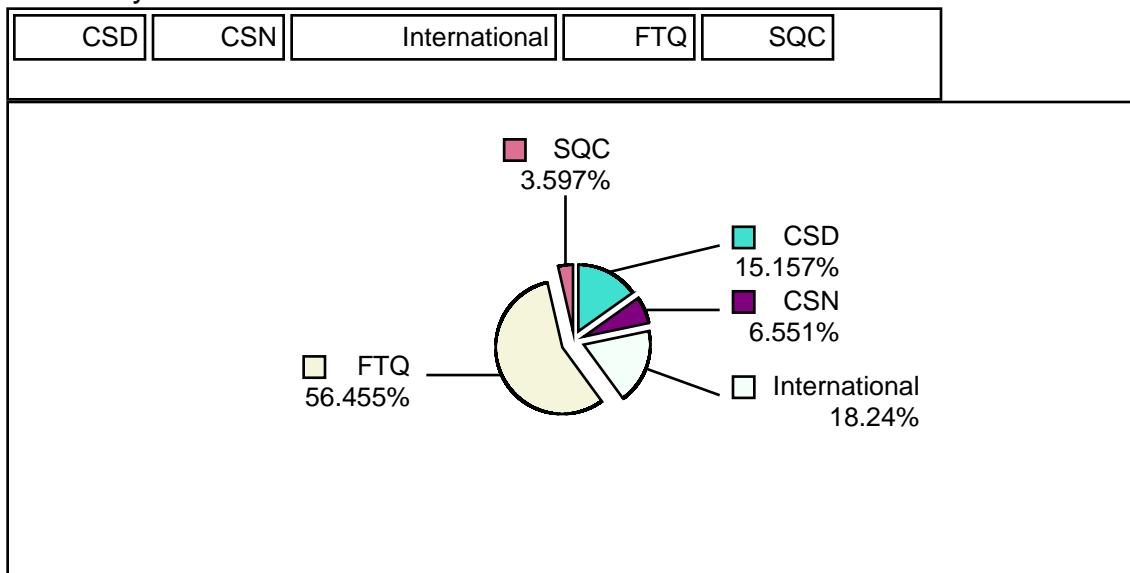 CSD CSN International FTQ SQC
SQC
3.597%
CSD
15.157%
CSN
6.551%
FTQ
56.455%
International
18.24%